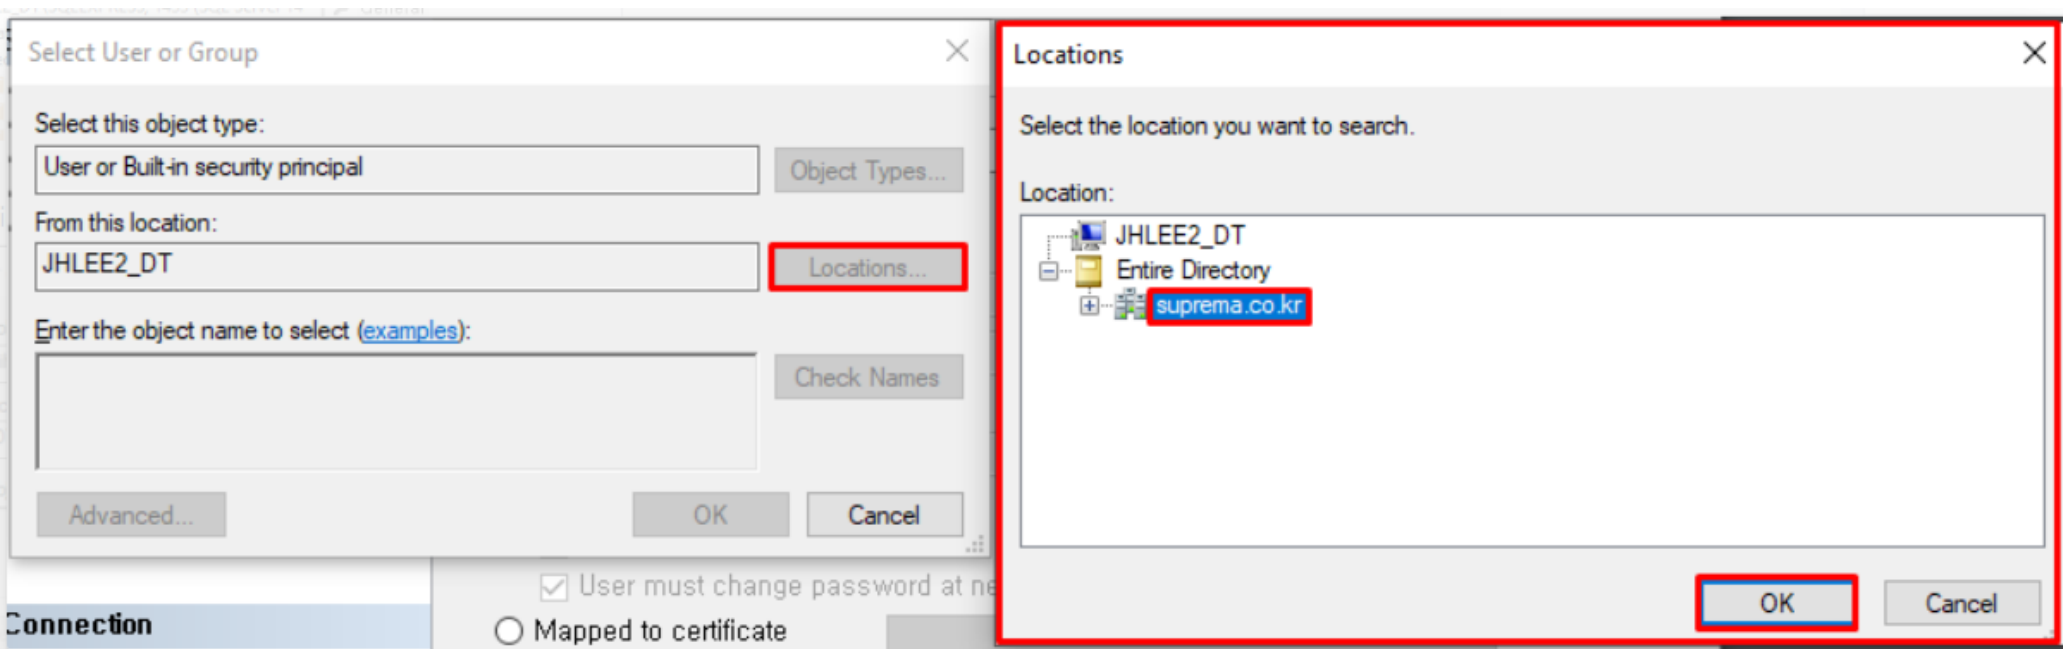 General
Select User or Group
Select this object type:
User or Built-in security principal
Object Types...
From this location:
JHLEE2_DT
Locations...
Enter the object name to select (examples):
Check Names
Advanced...
OK
Cancel
User must change password at ne
Connection
Mapped to certificate
Locations
Select the location you want to search.
Location:
JHLEE2_DT
Entire Directory
suprema.co.kr
OK
Cancel